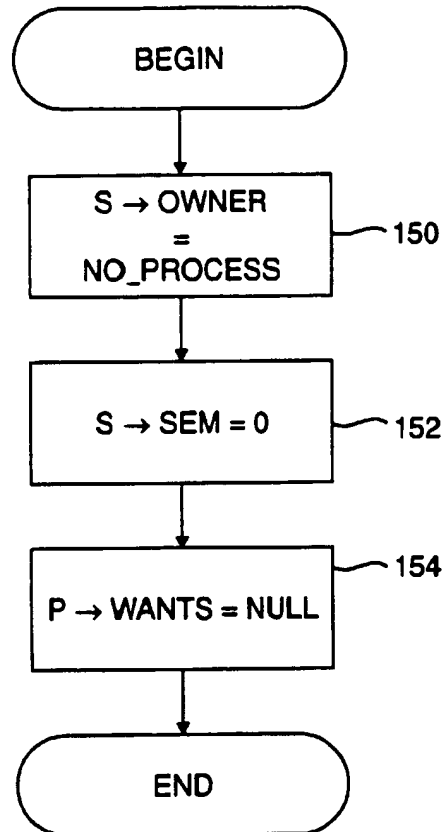 BEGIN
S → OWNER
=
NO_PROCESS
150
S → SEM = 0
152
154
P → WANTS = NULL
END